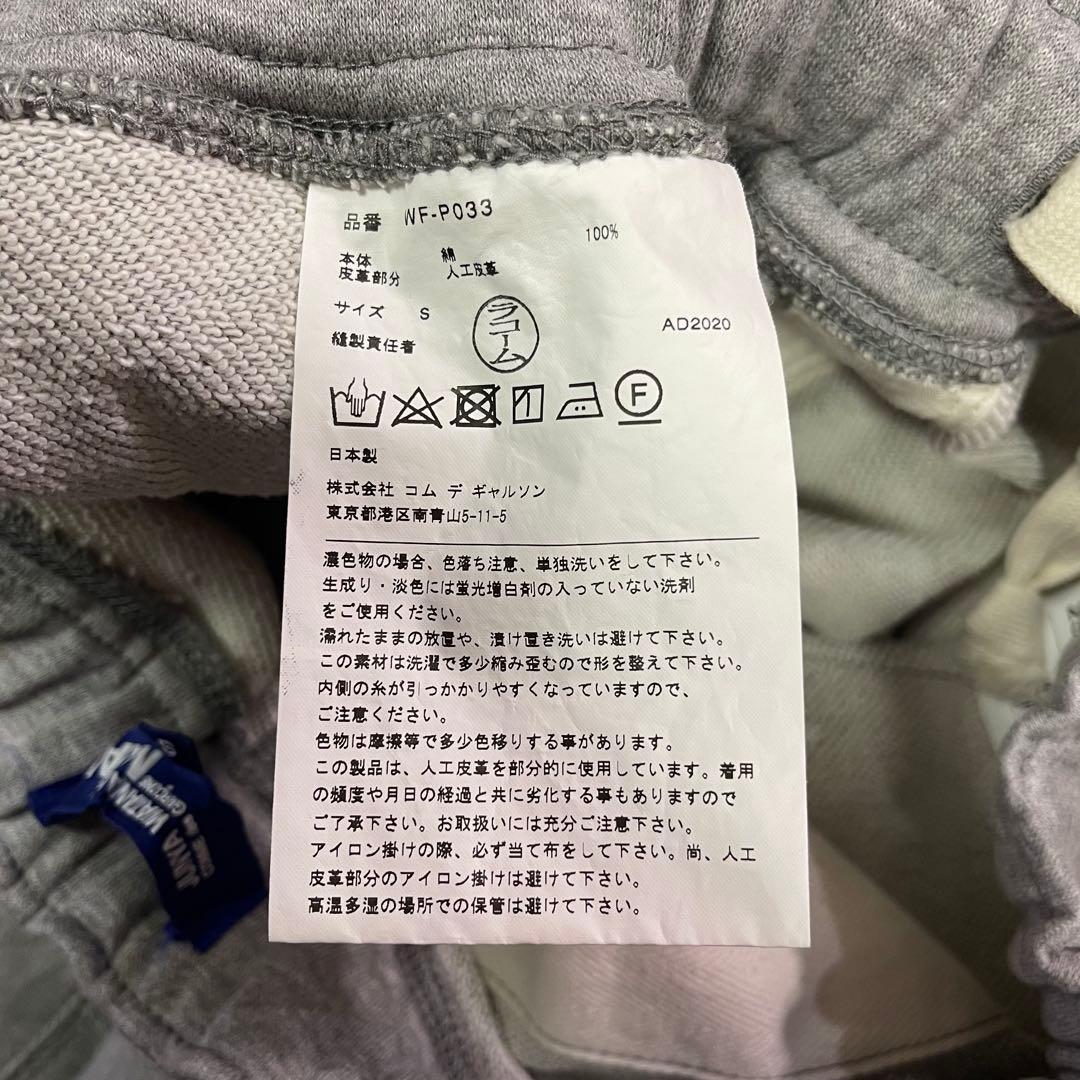 品番 WF-P033
本体 綿 100%
皮革部分 人工皮革
サイズ S
縫製責任者 ラコーム AD2020
F
日本製
株式会社 コム デ ギャルソン
東京都港区南青山5-11-5
濃色物の場合、色落ち注意、単独洗いをして下さい。
生成り・淡色には蛍光増白剤の入っていない洗剤
をご使用ください。
濡れたままの放置や、漬け置き洗いは避けて下さい。
この素材は洗濯で多少縮み歪むので形を整えて下さい。
内側の糸が引っかかりやすくなっていますので、
ご注意ください。
色物は摩擦等で多少色移りする事があります。
この製品は、人工皮革を部分的に使用しています。着用
の頻度や月日の経過と共に劣化する事もありますので
ご了承下さい。お取扱いには充分ご注意下さい。
アイロン掛けの際、必ず当て布をして下さい。尚、人工
皮革部分のアイロン掛けは避けて下さい。
高温多湿の場所での保管は避けて下さい。